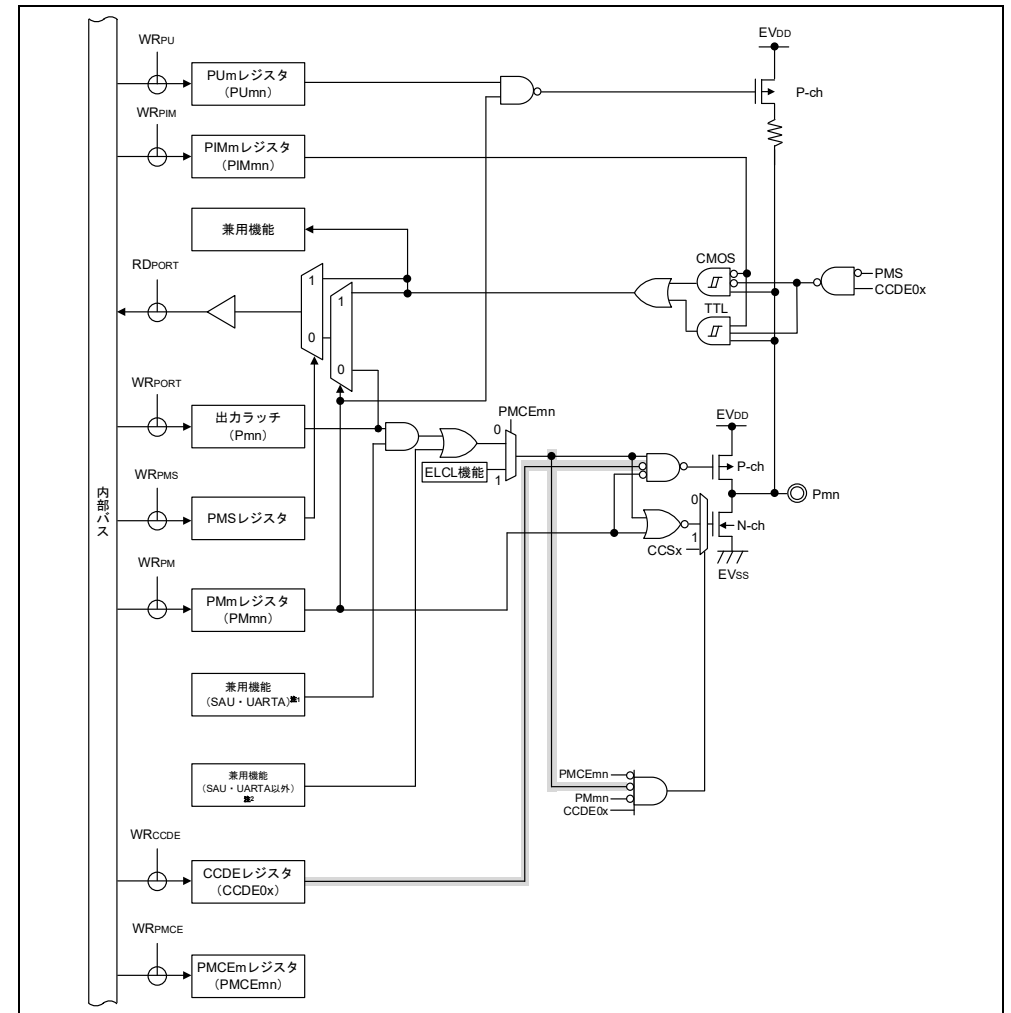 WRPU
PUmレジスタ
（PUmn）
EVDD
P-ch
WRPIM
PIMmレジスタ
（PIMmn）
兼用機能
RDPORT
1
0
1
0
CMOS
TTL
PMS
CCDE0x
WRPORT
出力ラッチ
（Pmn）
PMCEmn
0
1
ELCL機能
EVDD
P-ch
Pmn
内部バス
WRPMS
PMSレジスタ
0
1
CCSx
N-ch
EVSS
WRPM
PMmレジスタ
（PMmn）
兼用機能
（SAU・UARTA）注1
兼用機能
（SAU・UARTA以外）
注2
PMCEmn
PMmn
CCDE0x
WRCCDE
CCDEレジスタ
（CCDE0x）
WRPMCE
PMCEmレジスタ
（PMCEmn）